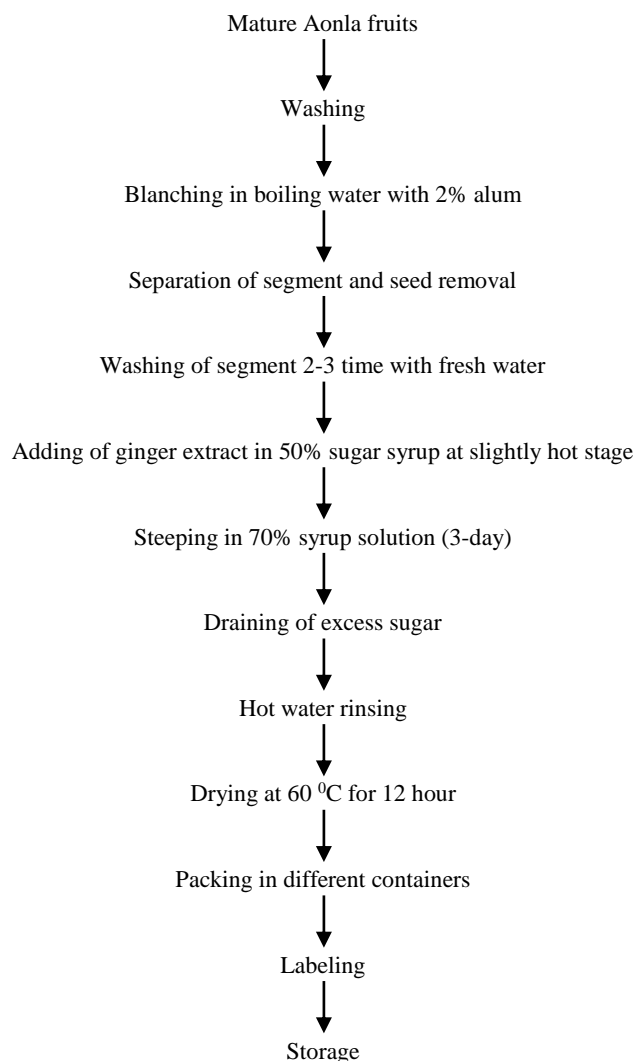 Mature Aonla fruits
Washing
Blanching in boiling water with 2% alum
Separation of segment and seed removal
Washing of segment 2-3 time with fresh water
Adding of ginger extract in 50% sugar syrup at slightly hot stage
Steeping in 70% syrup solution (3-day)
Draining of excess sugar
Hot water rinsing
Drying at 60 ⁰C for 12 hour
Packing in different containers
Labeling
Storage